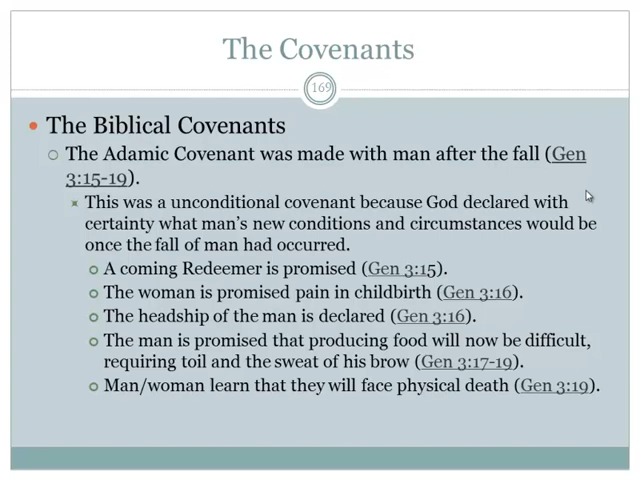 The Covenants
169
The Biblical Covenants
The Adamic Covenant was made with man after the fall (Gen
3:15-19).
This was a unconditional covenant because God declared with
certainty what man's new conditions and circumstances would be
once the fall of man had occurred.
A coming Redeemer is promised (Gen 3:15).
The woman is promised pain in childbirth (Gen 3:16).
The headship of the man is declared (Gen 3:16).
The man is promised that producing food will now be difficult,
requiring toil and the sweat of his brow (Gen 3:17-19).
Man/woman learn that they will face physical death (Gen 3:19).